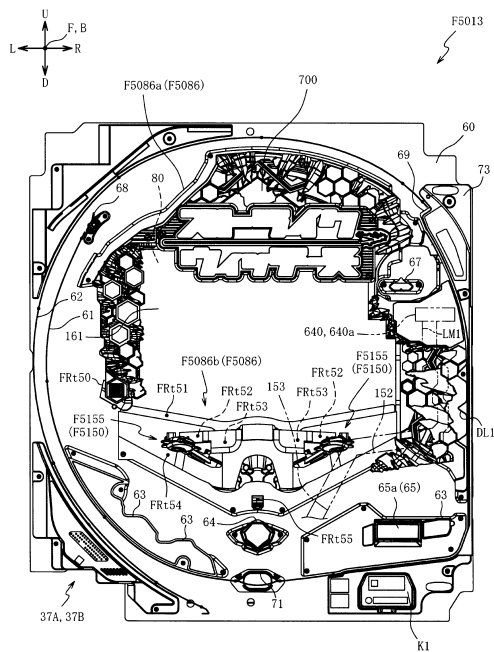 U
F, B
L
R
D
F5013
F5086a(F5086)
700
60
80
69
73
68
67
62
61
161
640, 640a
LM1
F5086b(F5086)
FRt50
FRt51
FRt52
153
FRt52
F5155
(F5150)
FRt53
FRt53
152
F5155
(F5150)
DL1
FRt54
65a(65)
63
63
63
64
FRt55
71
37A, 37B
K1